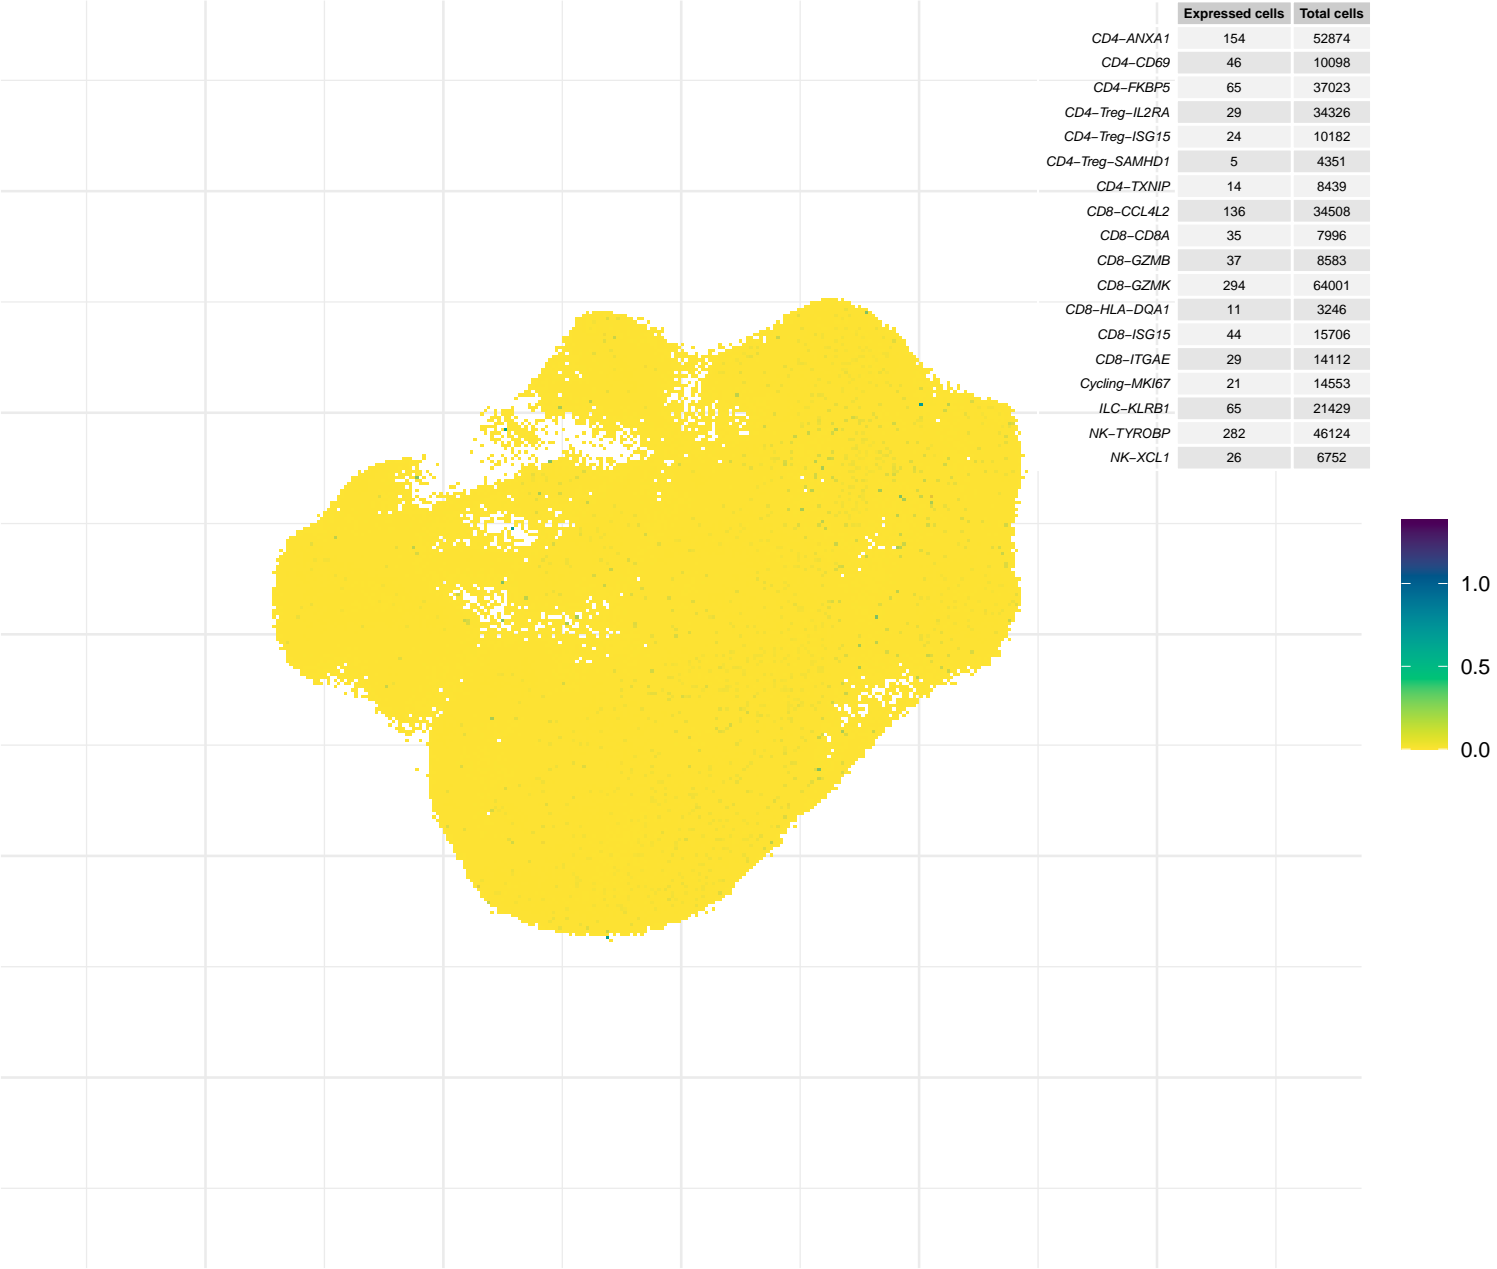 Expressed cells Total cells
CD4−ANXA1 154 52874
CD4−CD69 46 10098
CD4−FKBP5 65 37023
CD4−Treg−IL2RA 29 34326
CD4−Treg−ISG15 24 10182
CD4−Treg−SAMHD1 5 4351
CD4−TXNIP 14 8439
CD8−CCL4L2 136 34508
CD8−CD8A 35 7996
CD8−GZMB 37 8583
CD8−GZMK 294 64001
CD8−HLA−DQA1 11 3246
CD8−ISG15 44 15706
CD8−ITGAE 29 14112
Cycling−MKI67 21 14553
ILC−KLRB1 65 21429
NK−TYROBP 282 46124
NK−XCL1 26 6752
1.0
0.5
0.0